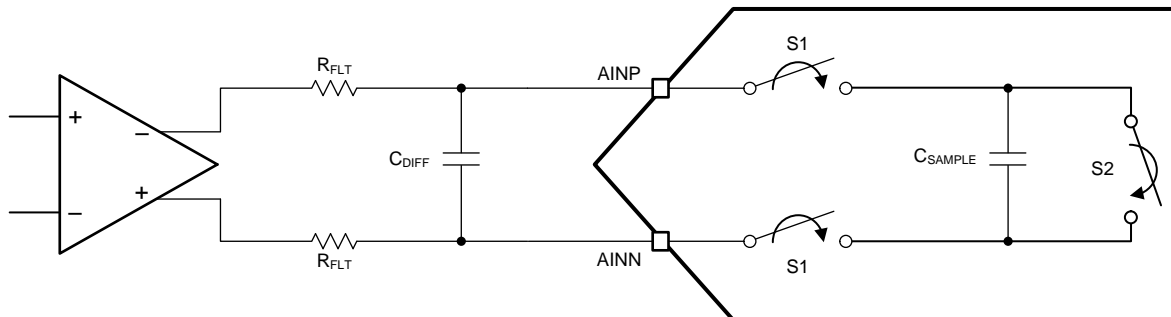 S1
R_FLT
AINP
+
−
C_DIFF
C_SAMPLE
S2
+
−
R_FLT
AINN
S1